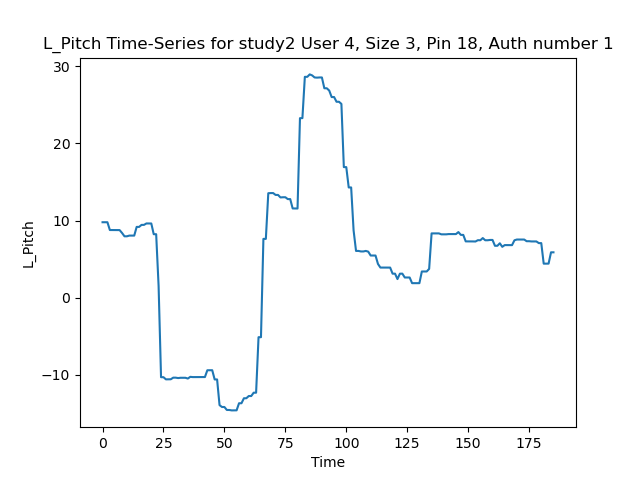 L_Pitch Time-Series for study2 User 4, Size 3, Pin 18, Auth number 1
30
20
10
0
−10
L_Pitch
0 25 50 75 100 125 150 175
Time